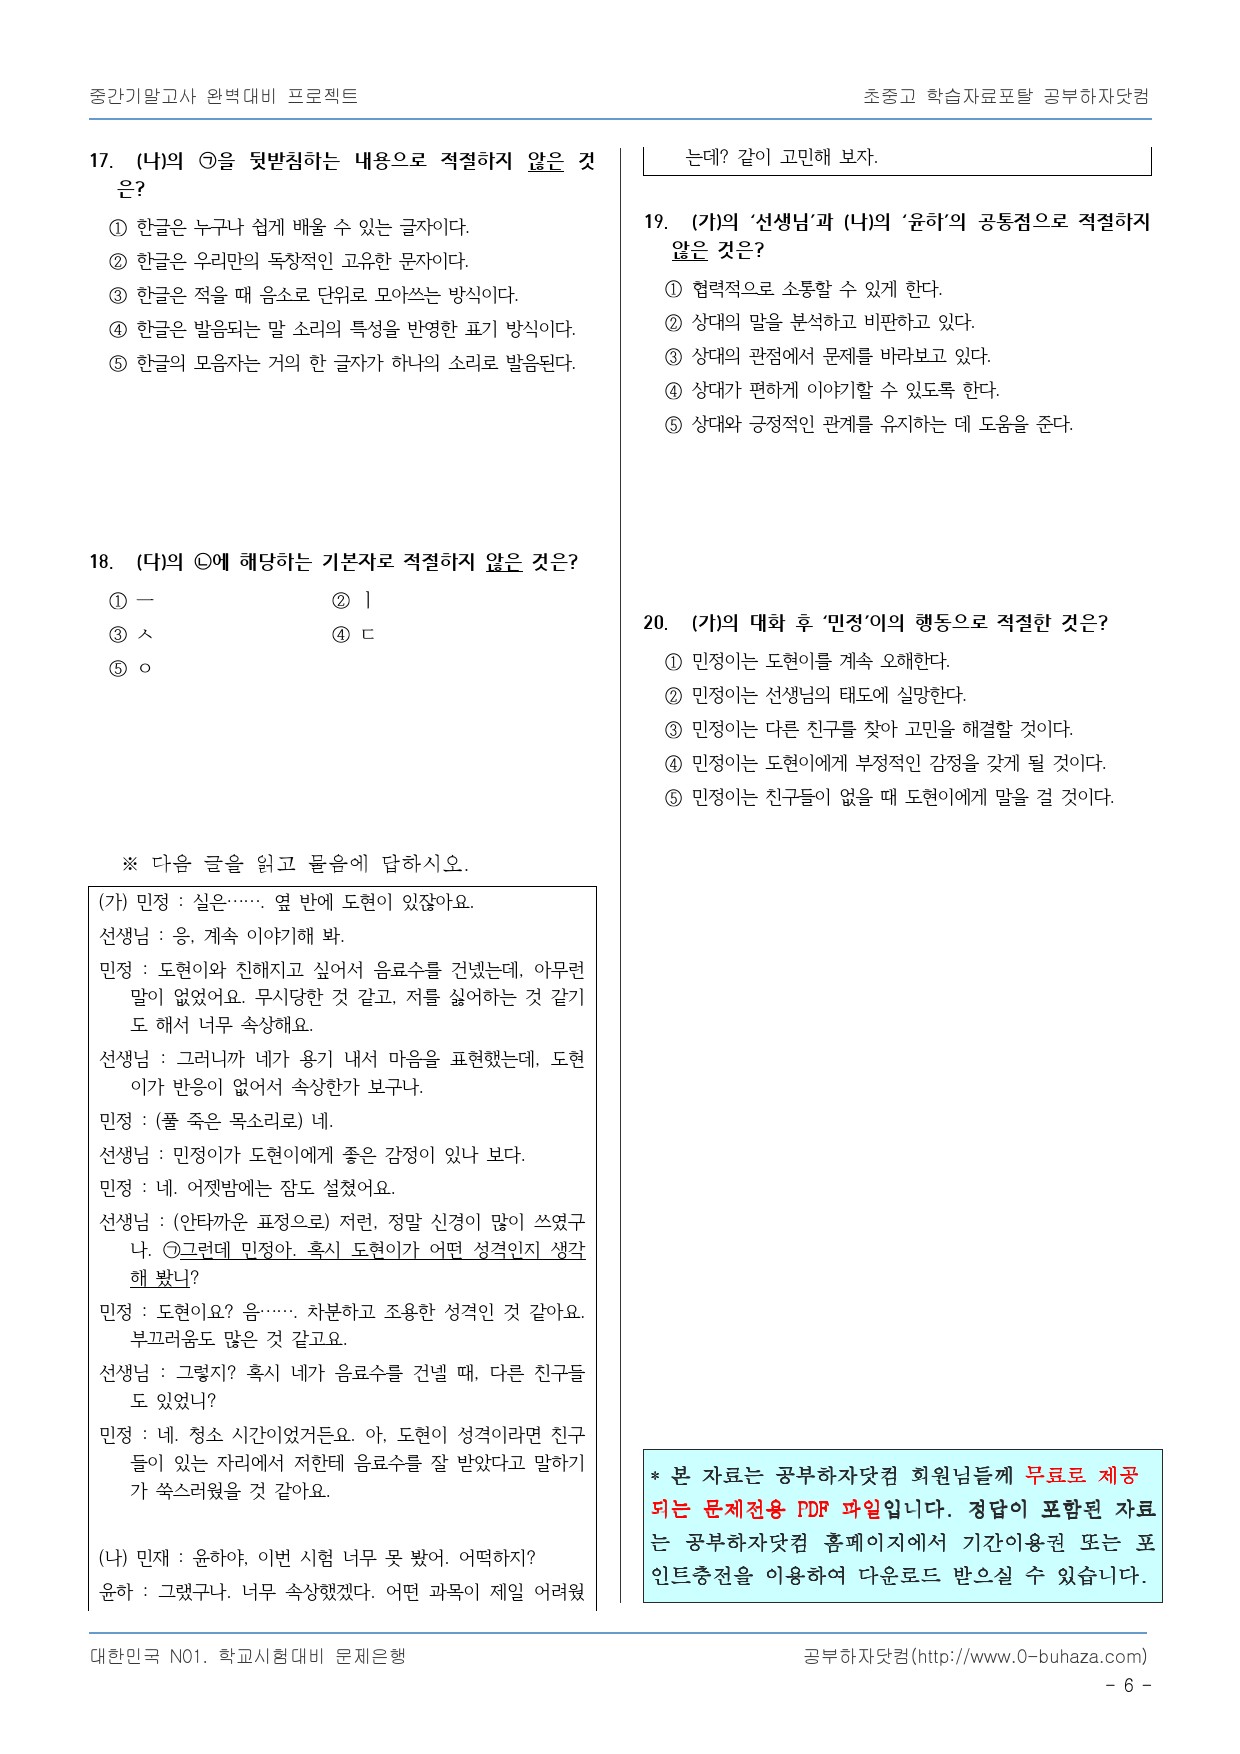 중간기말고사 완벽대비 프로젝트
초중고 학습자료포탈 공부하자닷컴
17. (나)의 ㉠을 뒷받침하는 내용으로 적절하지 않은 것
은?
① 한글은 누구나 쉽게 배울 수 있는 글자이다.
② 한글은 우리만의 독창적인 고유한 문자이다.
③ 한글은 적을 때 음소로 단위로 모아쓰는 방식이다.
④ 한글은 발음되는 말 소리의 특성을 반영한 표기 방식이다.
⑤ 한글의 모음자는 거의 한 글자가 하나의 소리로 발음된다.
18. (다)의 ㉡에 해당하는 기본자로 적절하지 않은 것은?
① ㅡ ② ㅣ
③ ㅅ ④ ㄷ
⑤ ㅇ
※ 다음 글을 읽고 물음에 답하시오.
(가) 민정 : 실은……. 옆 반에 도현이 있잖아요.
선생님 : 응, 계속 이야기해 봐.
민정 : 도현이와 친해지고 싶어서 음료수를 건넸는데, 아무런
말이 없었어요. 무시당한 것 같고, 저를 싫어하는 것 같기
도 해서 너무 속상해요.
선생님 : 그러니까 네가 용기 내서 마음을 표현했는데, 도현
이가 반응이 없어서 속상한가 보구나.
민정 : (풀 죽은 목소리로) 네.
선생님 : 민정이가 도현이에게 좋은 감정이 있나 보다.
민정 : 네. 어젯밤에는 잠도 설쳤어요.
선생님 : (안타까운 표정으로) 저런, 정말 신경이 많이 쓰였구
나. ㉠그런데 민정아. 혹시 도현이가 어떤 성격인지 생각
해 봤니?
민정 : 도현이요? 음……. 차분하고 조용한 성격인 것 같아요.
부끄러움도 많은 것 같고요.
선생님 : 그렇지? 혹시 네가 음료수를 건넬 때, 다른 친구들
도 있었니?
민정 : 네. 청소 시간이었거든요. 아, 도현이 성격이라면 친구
들이 있는 자리에서 저한테 음료수를 잘 받았다고 말하기
가 쑥스러웠을 것 같아요.
(나) 민재 : 윤하야, 이번 시험 너무 못 봤어. 어떡하지?
윤하 : 그랬구나. 너무 속상했겠다. 어떤 과목이 제일 어려웠
는데? 같이 고민해 보자.
19. (가)의 ‘선생님’과 (나)의 ‘윤하’의 공통점으로 적절하지
않은 것은?
① 협력적으로 소통할 수 있게 한다.
② 상대의 말을 분석하고 비판하고 있다.
③ 상대의 관점에서 문제를 바라보고 있다.
④ 상대가 편하게 이야기할 수 있도록 한다.
⑤ 상대와 긍정적인 관계를 유지하는 데 도움을 준다.
20. (가)의 대화 후 ‘민정’이의 행동으로 적절한 것은?
① 민정이는 도현이를 계속 오해한다.
② 민정이는 선생님의 태도에 실망한다.
③ 민정이는 다른 친구를 찾아 고민을 해결할 것이다.
④ 민정이는 도현이에게 부정적인 감정을 갖게 될 것이다.
⑤ 민정이는 친구들이 없을 때 도현이에게 말을 걸 것이다.
* 본 자료는 공부하자닷컴 회원님들께 무료로 제공
되는 문제전용 PDF 파일입니다. 정답이 포함된 자료
는 공부하자닷컴 홈페이지에서 기간이용권 또는 포
인트충전을 이용하여 다운로드 받으실 수 있습니다.
대한민국 NO1. 학교시험대비 문제은행
공부하자닷컴(http://www.0-buhaza.com)
- 6 -